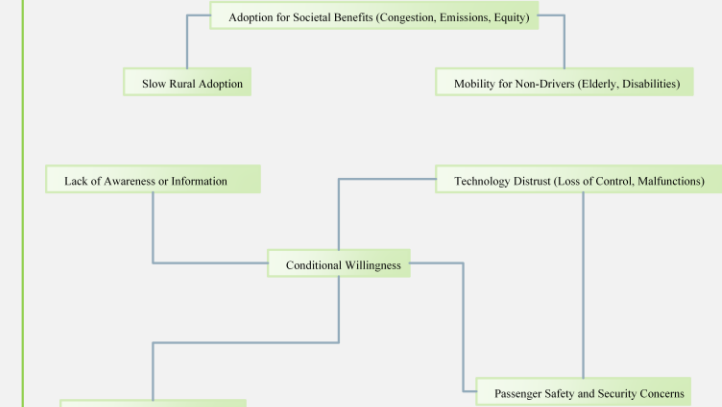 Adoption for Societal Benefits (Congestion, Emissions, Equity)
Slow Rural Adoption
Mobility for Non-Drivers (Elderly, Disabilities)
Lack of Awareness or Information
Technology Distrust (Loss of Control, Malfunctions)
Conditional Willingness
Passenger Safety and Security Concerns